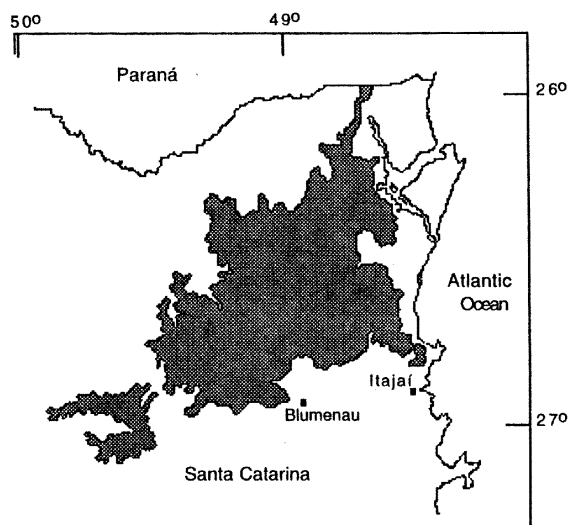 50º
49º
Paraná
26º
Atlantic
Ocean
Itajaí
Blumenau
27º
Santa Catarina